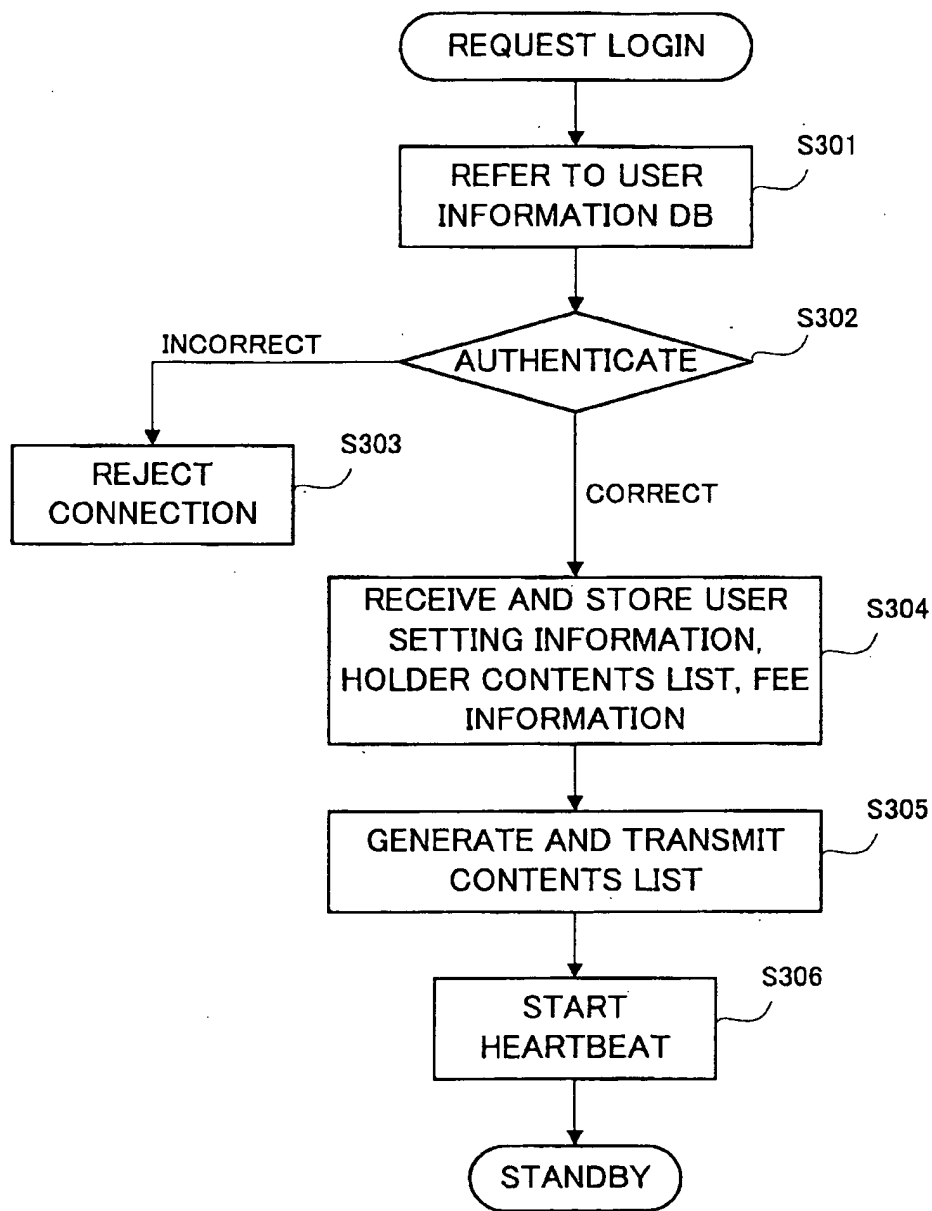 REQUEST LOGIN
S301
REFER TO USER
INFORMATION DB
S302
INCORRECT
AUTHENTICATE
S303
REJECT
CONNECTION
CORRECT
RECEIVE AND STORE USER
SETTING INFORMATION,
HOLDER CONTENTS LIST, FEE
INFORMATION
S304
S305
GENERATE AND TRANSMIT
CONTENTS LIST
S306
START
HEARTBEAT
STANDBY